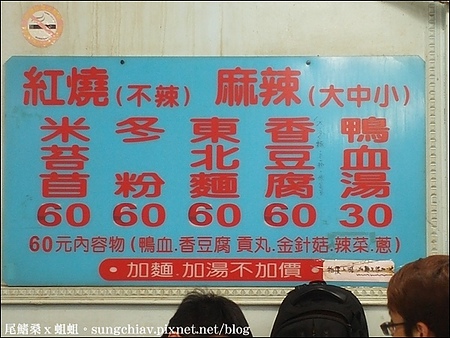 紅燒(不辣) 麻辣(大中小)
米苔苜 60
冬粉 60
東北麵 60
香豆腐 60
鴨血湯 30
60元內容物(鴨血.香豆腐 貢丸.金針菇.辣菜.蔥)
•加麵.加湯不加價•
尾鰭桑 x 蛆蛆。sungchiav.pixnet.net/blog